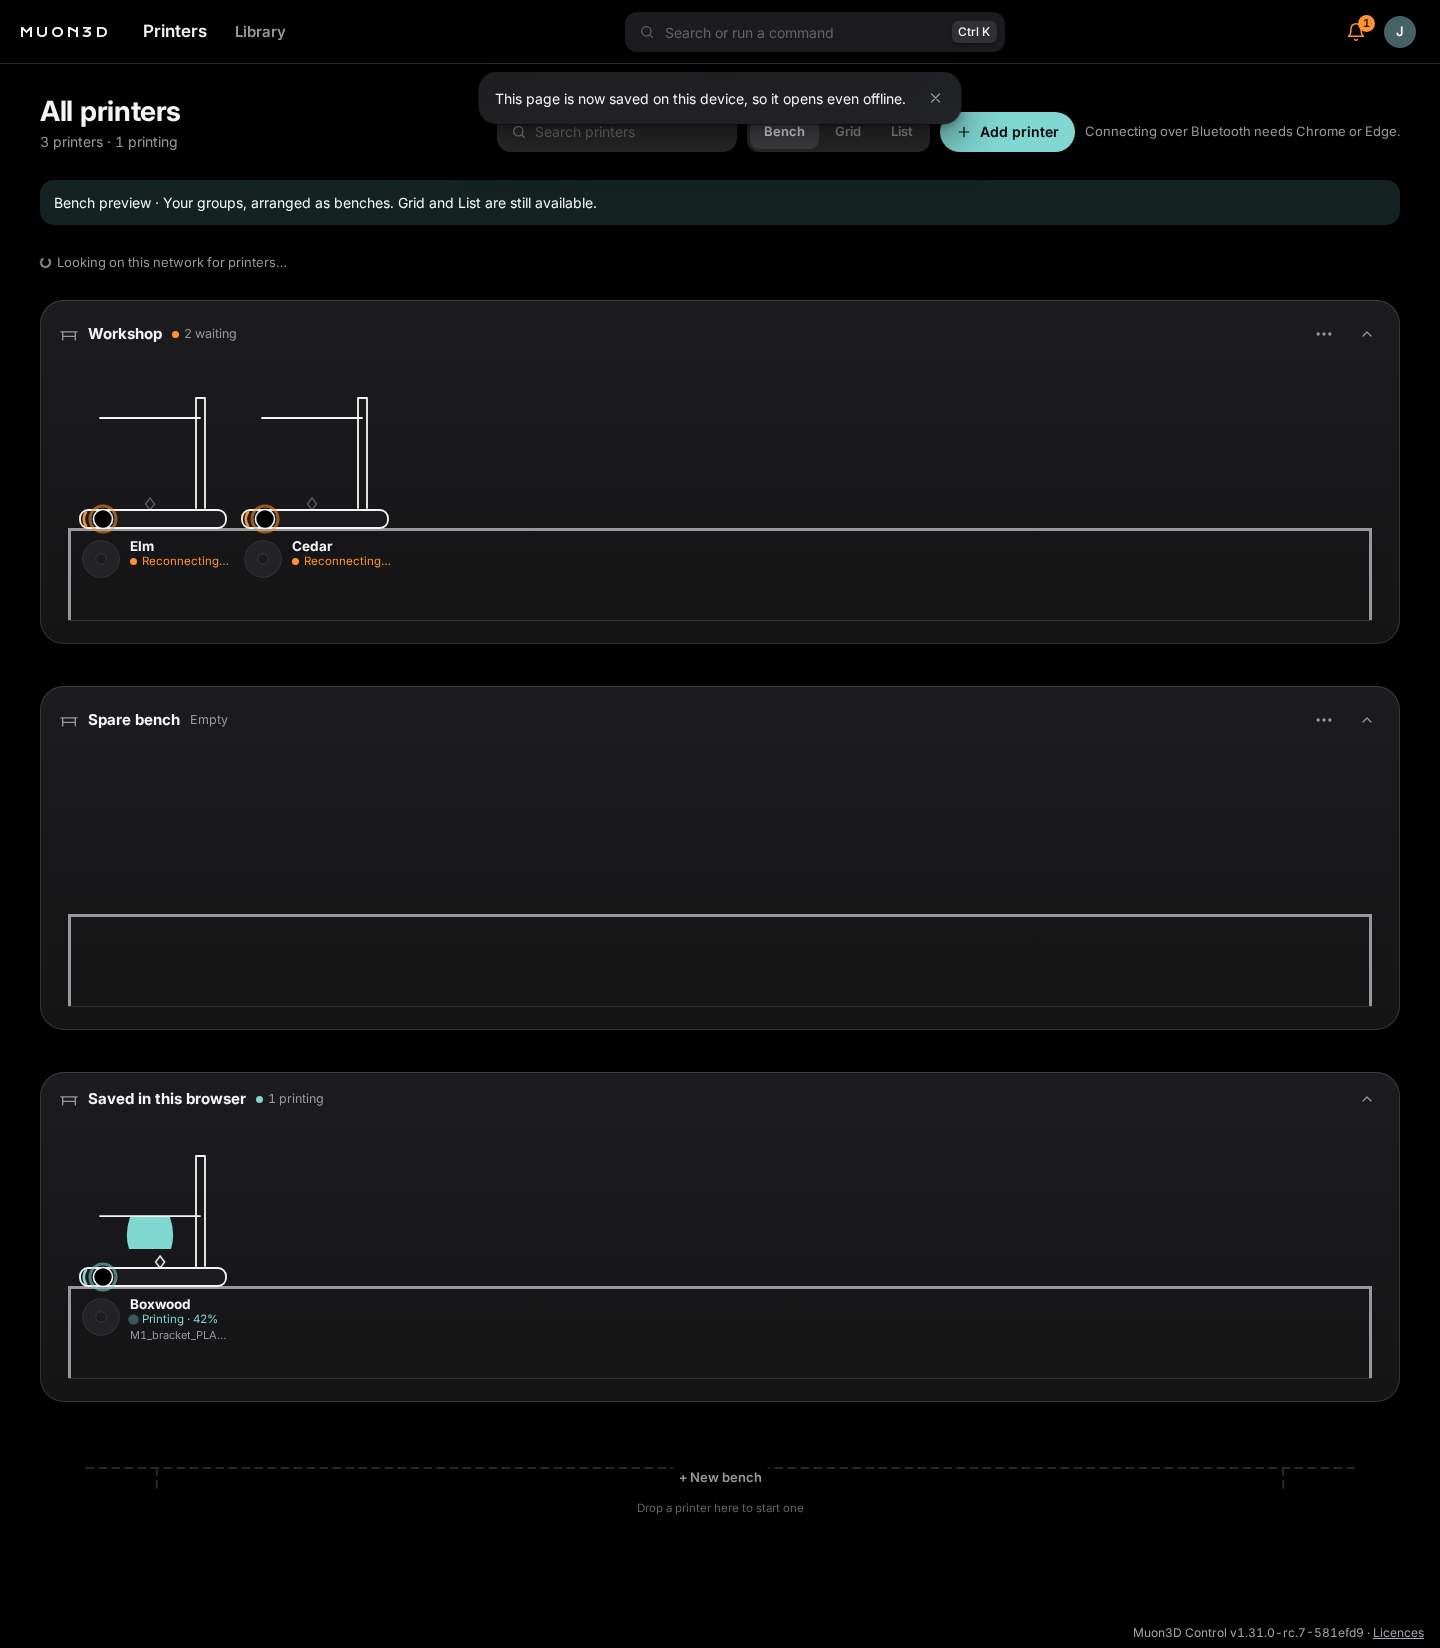 MUON3D
Printers
Library
Search or run a command
Ctrl K
1
J
This page is now saved on this device, so it opens even offline.
All printers
3 printers · 1 printing
Search printers
Bench
Grid
List
Add printer
Connecting over Bluetooth needs Chrome or Edge.
Bench preview · Your groups, arranged as benches. Grid and List are still available.
Looking on this network for printers…
Workshop
2 waiting
Elm
Reconnecting…
Cedar
Reconnecting…
Spare bench
Empty
Saved in this browser
1 printing
Boxwood
Printing · 42%
M1_bracket_PLA…
+ New bench
Drop a printer here to start one
Muon3D Control v1.31.0-rc.7-581efd9 · Licences